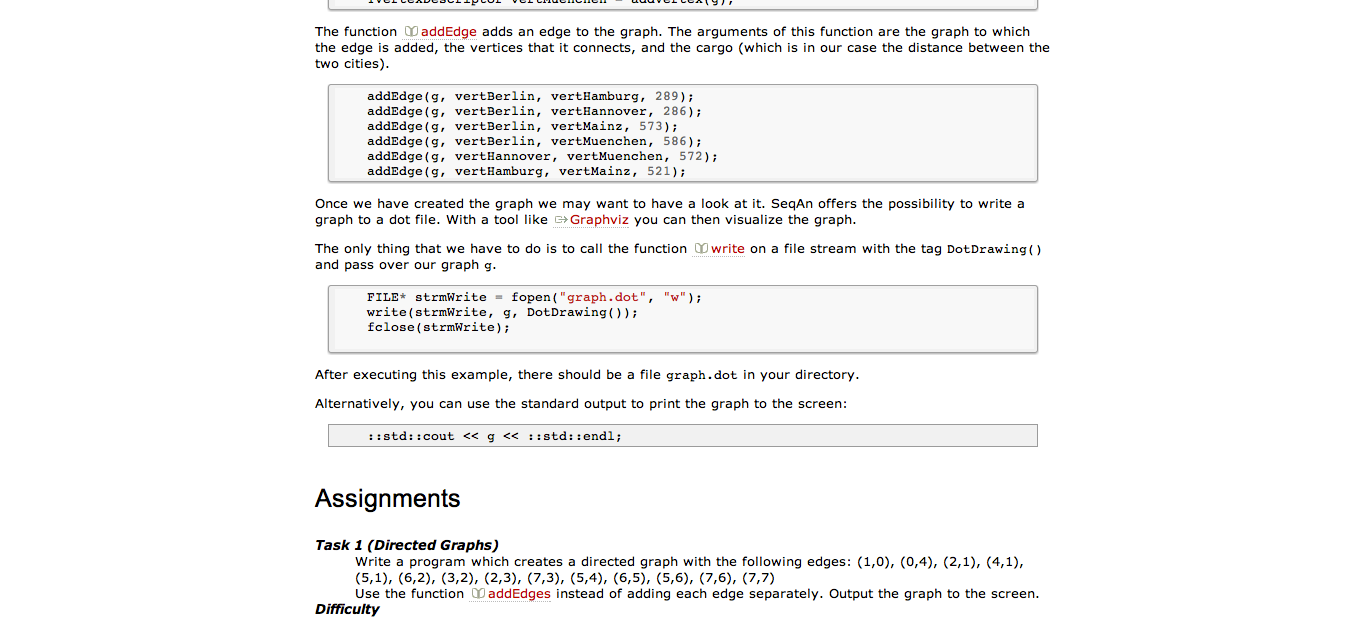 The function addEdge adds an edge to the graph. The arguments of this function are the graph to which
the edge is added, the vertices that it connects, and the cargo (which is in our case the distance between the
two cities).
addEdge(g, vertBerlin, vertHamburg, 289);
addEdge(g, vertBerlin, vertHannover, 286);
addEdge(g, vertBerlin, vertMainz, 573);
addEdge(g, vertBerlin, vertMuenchen, 586);
addEdge(g, vertHannover, vertMuenchen, 572);
addEdge(g, vertHamburg, vertMainz, 521);
Once we have created the graph we may want to have a look at it. SeqAn offers the possibility to write a
graph to a dot file. With a tool like Graphviz you can then visualize the graph.
The only thing that we have to do is to call the function write on a file stream with the tag DotDrawing()
and pass over our graph g.
FILE* strmWrite = fopen("graph.dot", "w");
write(strmWrite, g, DotDrawing());
fclose(strmWrite);
After executing this example, there should be a file graph.dot in your directory.
Alternatively, you can use the standard output to print the graph to the screen:
::std::cout << g << ::std::endl;
Assignments
Task 1 (Directed Graphs)
Write a program which creates a directed graph with the following edges: (1,0), (0,4), (2,1), (4,1),
(5,1), (6,2), (3,2), (2,3), (7,3), (5,4), (6,5), (5,6), (7,6), (7,7)
Use the function addEdges instead of adding each edge separately. Output the graph to the screen.
Difficulty